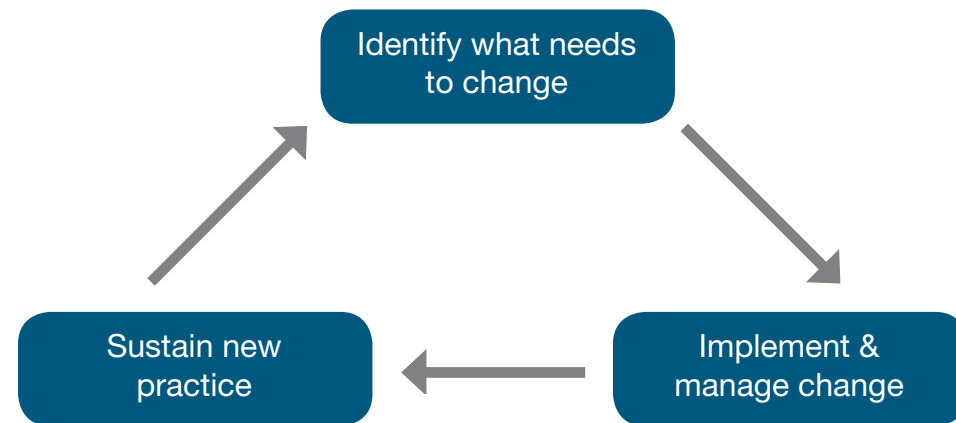 Identify what needs
to change
Sustain new
practice
Implement &
manage change